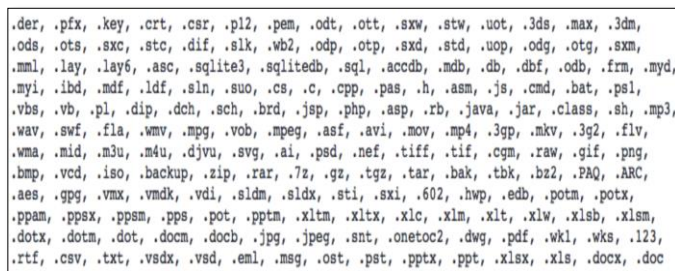 .der, .pfx, .key, .crt, .csr, .p12, .pem, .odt, .ott, .sxw, .stw, .uot, .3ds, .max, .3dm,
.ods, .ots, .sxc, .stc, .dif, .slk, .wb2, .odp, .otp, .sxd, .std, .uop, .odg, .otg, .sxm,
.mml, .lay, .lay6, .asc, .sqlite3, .sqlitedb, .sql, .accdb, .mdb, .db, .dbf, .odb, .frm, .myd,
.myi, .ibd, .mdf, .ldf, .sln, .suo, .cs, .c, .cpp, .pas, .h, .asm, .js, .cmd, .bat, .ps1,
.vbs, .vb, .pl, .dip, .dch, .sch, .brd, .jsp, .php, .asp, .rb, .java, .jar, .class, .sh, .mp3,
.wav, .swf, .fla, .wmv, .mpg, .vob, .mpeg, .asf, .avi, .mov, .mp4, .3gp, .mkv, .3g2, .flv,
.wma, .mid, .m3u, .m4u, .djvu, .svg, .ai, .psd, .nef, .tiff, .tif, .cgm, .raw, .gif, .png,
.bmp, .vcd, .iso, .backup, .zip, .rar, .7z, .gz, .tgz, .tar, .bak, .tbk, .bz2, .PAQ, .ARC,
.aes, .gpg, .vmx, .vmdk, .vdi, .sldm, .sldx, .sti, .sxi, .602, .hwp, .edb, .potm, .potx,
.ppam, .ppsx, .ppsm, .pps, .pot, .pptm, .xltm, .xltx, .xlc, .xlm, .xlt, .xlw, .xlsb, .xlsm,
.dotx, .dotm, .dot, .docm, .docb, .jpg, .jpeg, .snt, .onetoc2, .dwg, .pdf, .wk1, .wks, .123,
.rtf, .csv, .txt, .vsdx, .vsd, .eml, .msg, .ost, .pst, .pptx, .ppt, .xlsx, .xls, .docx, .doc